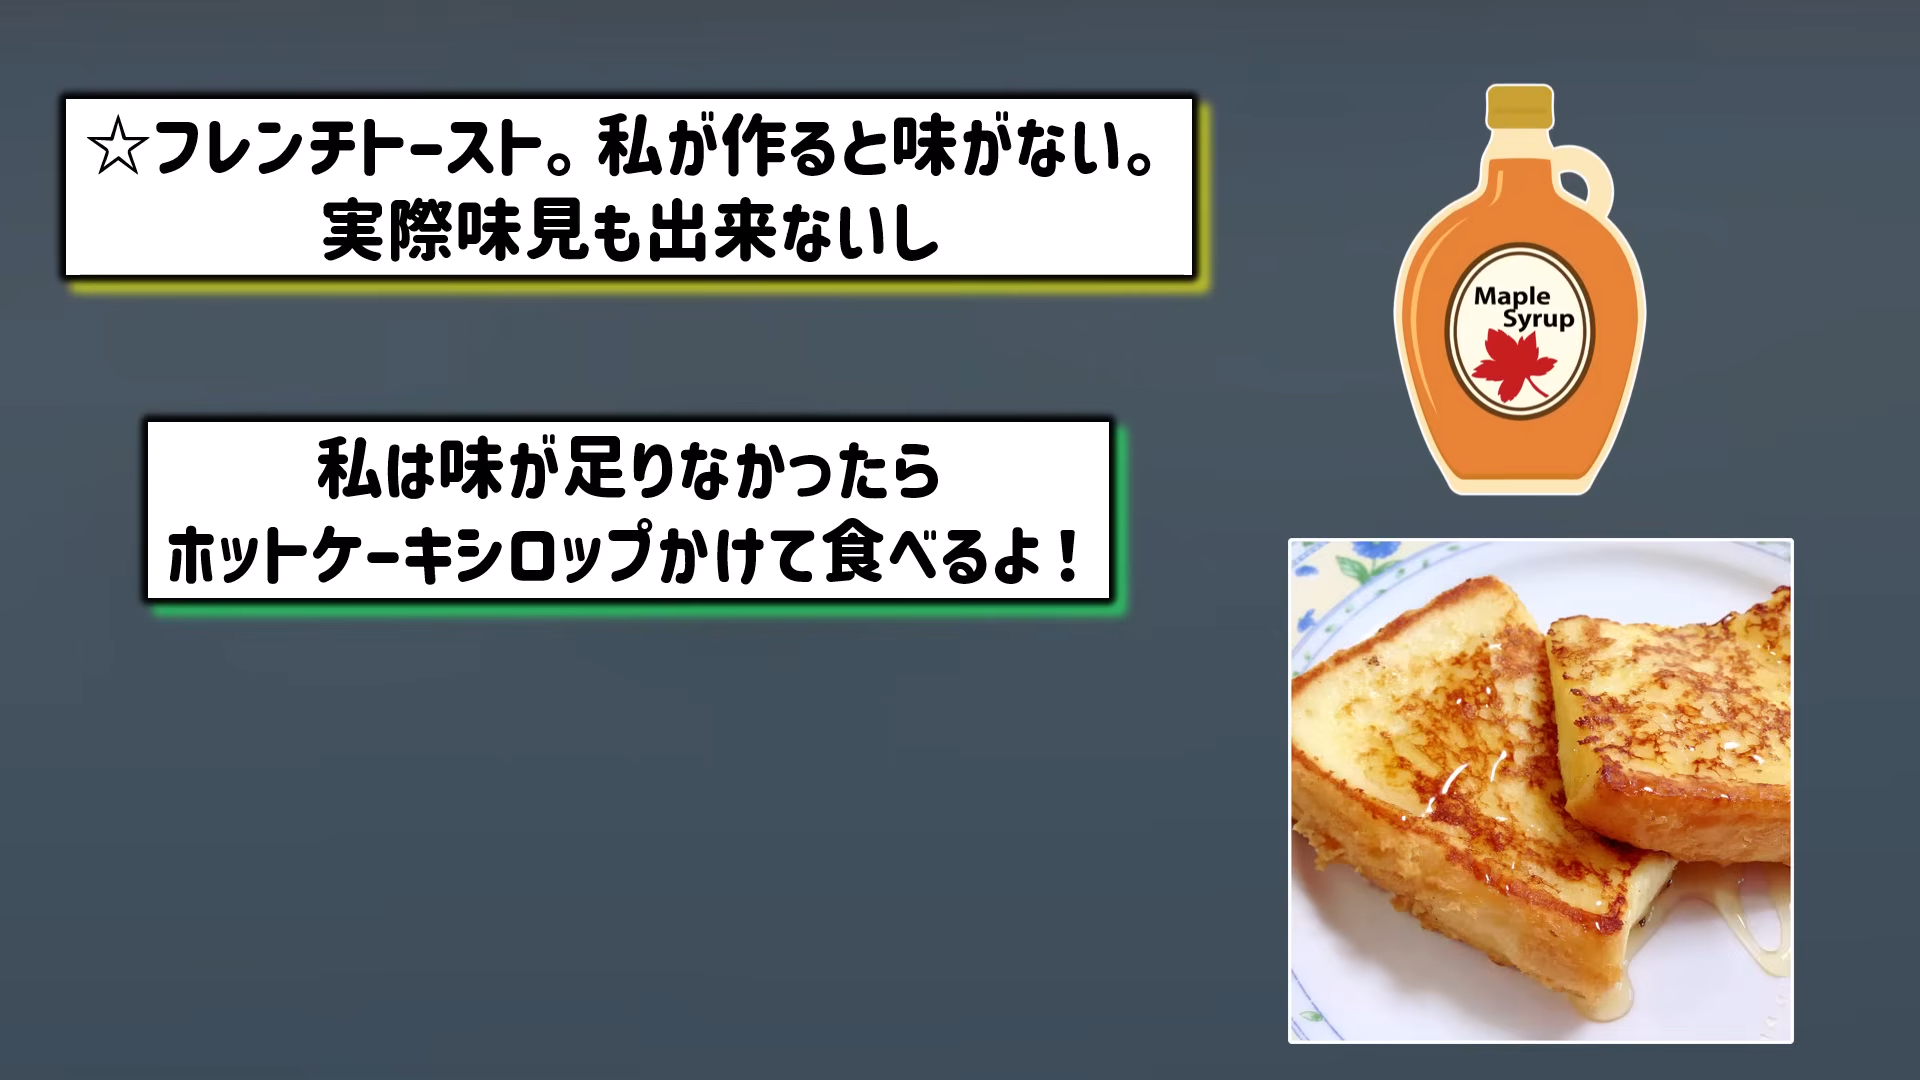 ☆フレンチトースト。私が作ると味がない。
実際味見も出来ないし
私は味が足りなかったら
ホットケーキシロップかけて食べるよ！
Maple
Syrup